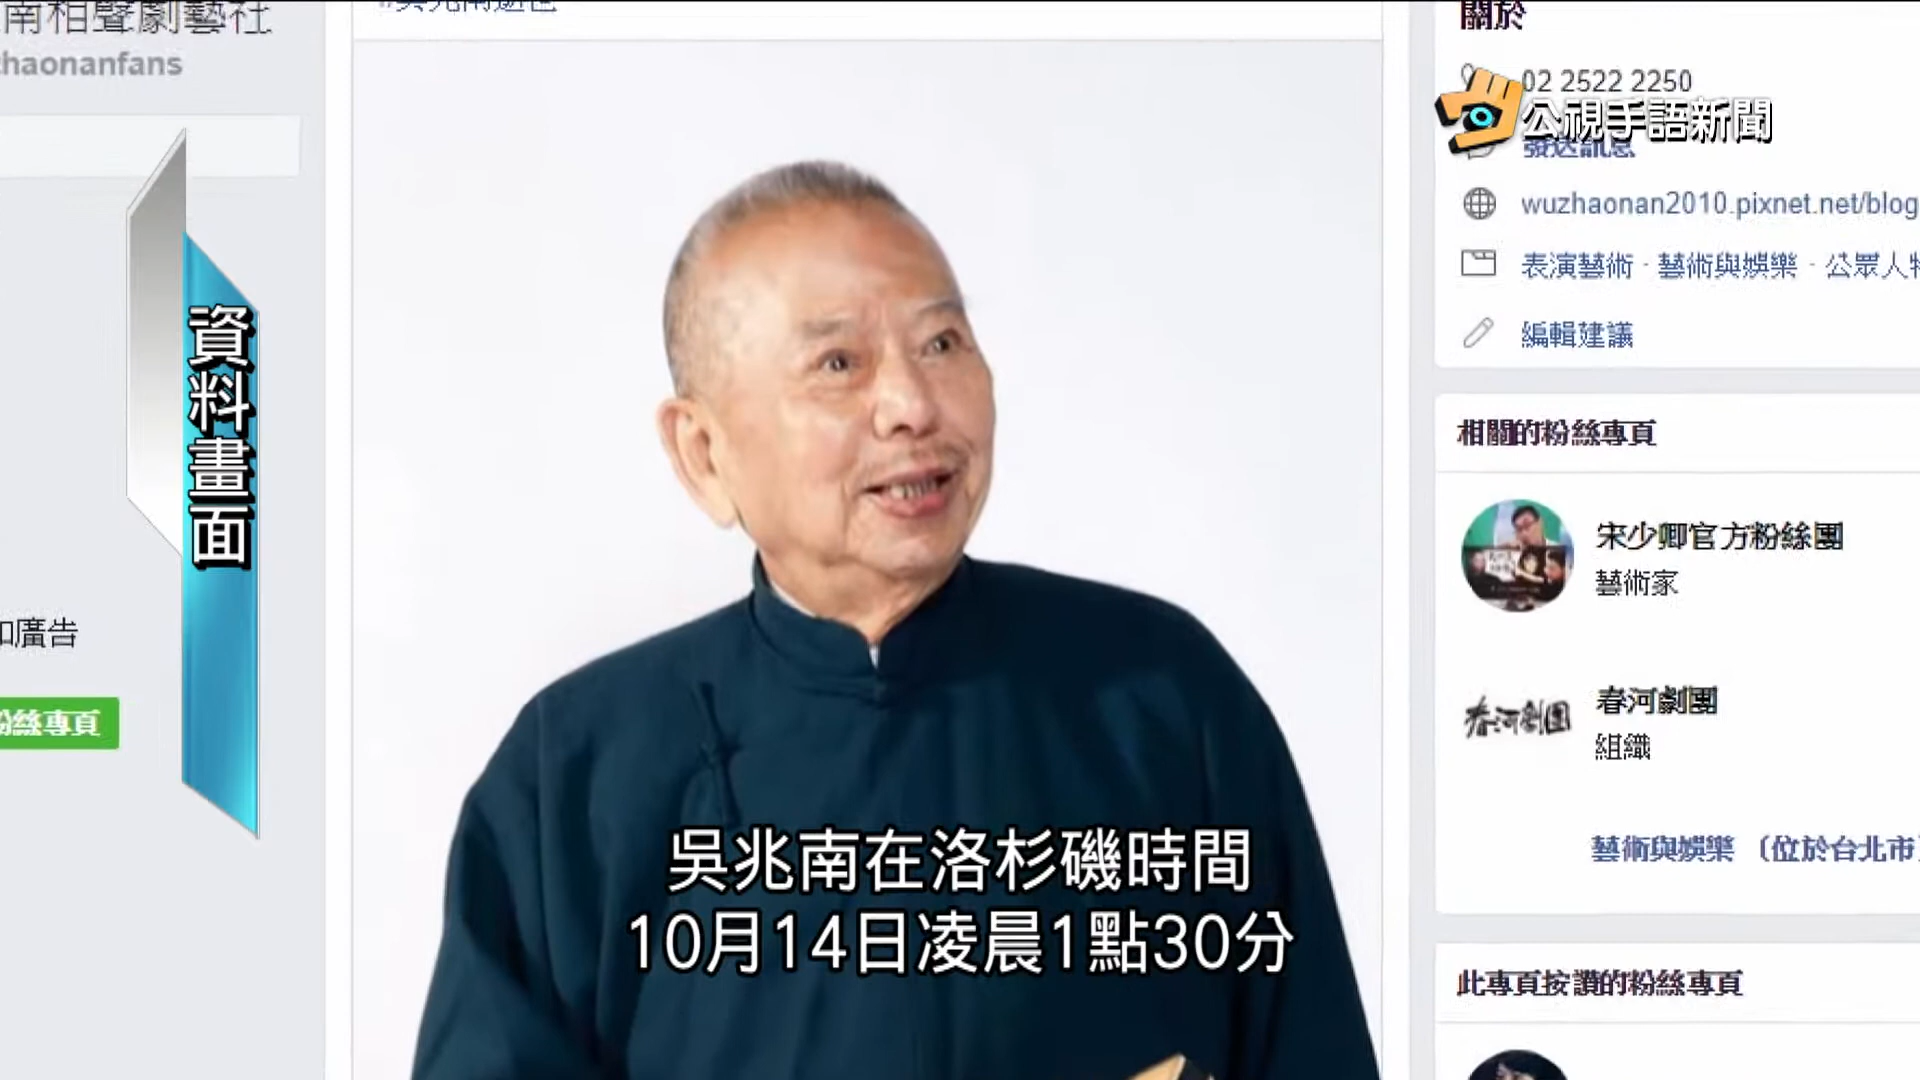 南相聲劇藝社
haonanfans
資料畫面
口廣告
粉絲專頁
吳兆南在洛杉磯時間
10月14日凌晨1點30分
關於
02 2522 2250
公視手語新聞
發送訊息
wuzhaonan2010.pixnet.net/blog
表演藝術 · 藝術與娛樂 · 公眾人物
編輯建議
相關的粉絲專頁
宋少卿官方粉絲團
藝術家
春河劇團
春河劇團
組織
藝術與娛樂 (位於台北市)
此專頁按讚的粉絲專頁